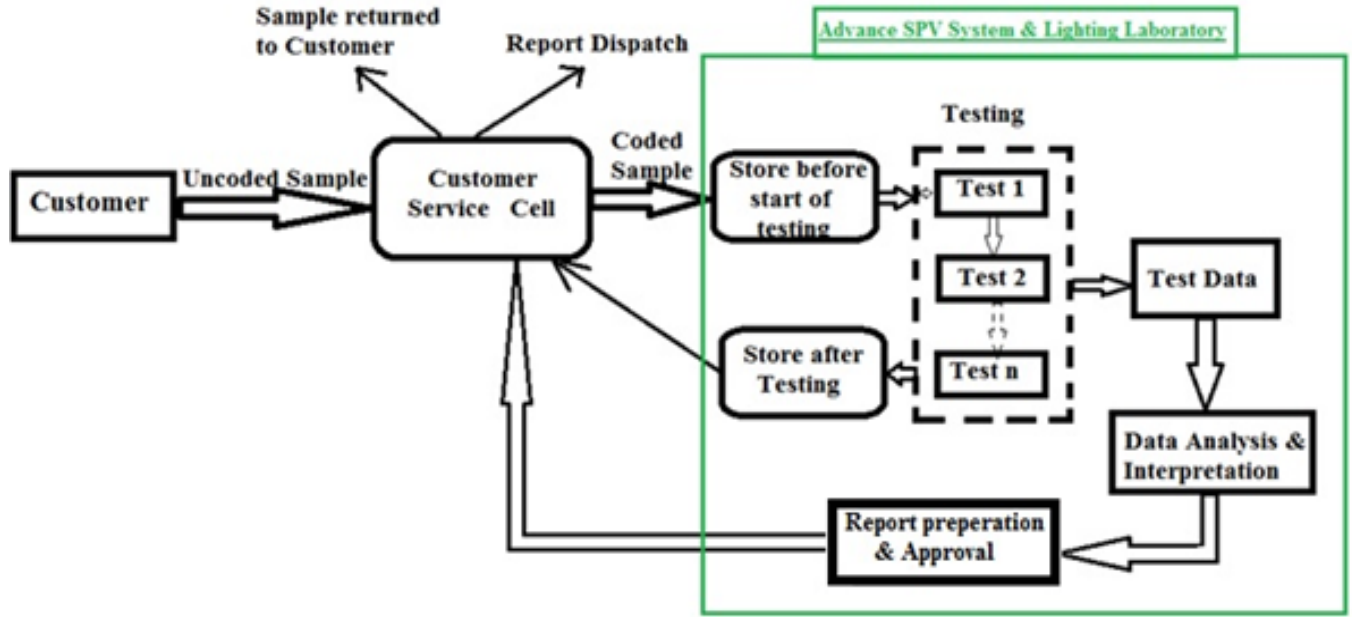 Sample returned
to Customer
Report Dispatch
Advance SPV System & Lighting Laboratory
Testing
Customer
Uncoded Sample
Customer
Service Cell
Coded
Sample
Store before
start of
testing
Test 1
Test 2
Test n
Test Data
Store after
Testing
Data Analysis &
Interpretation
Report preperation
& Approval